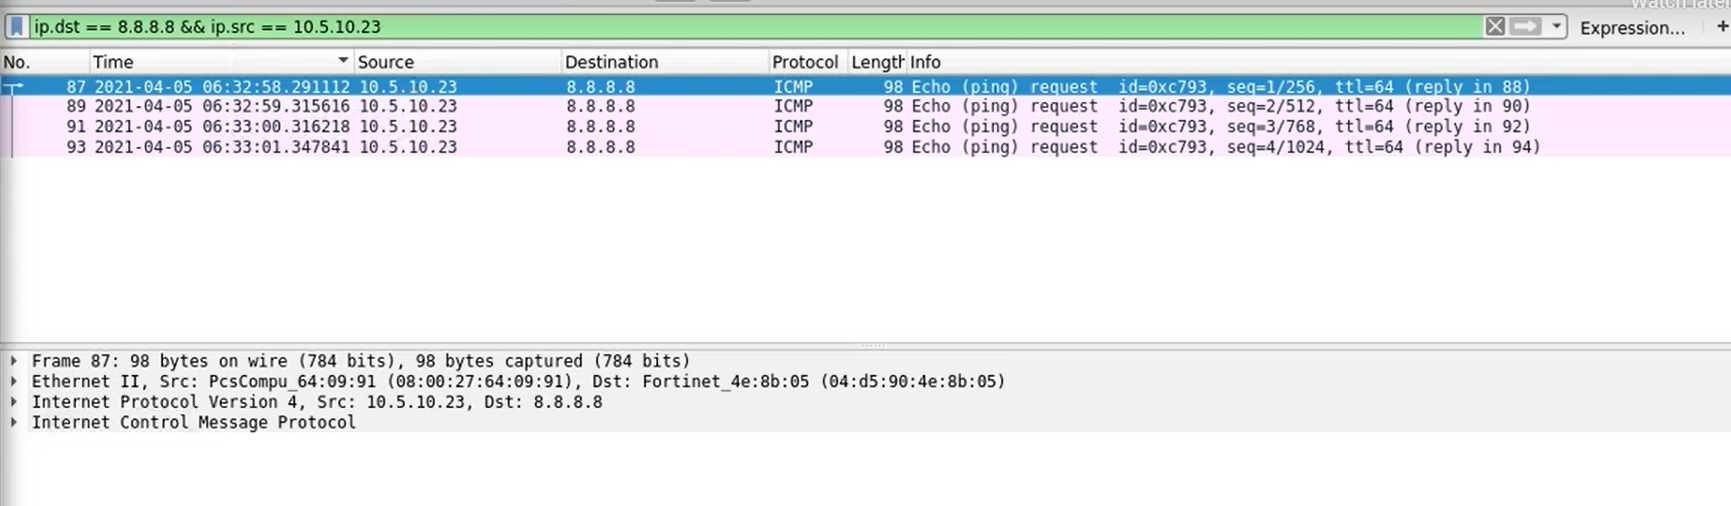 Watch later
ip.dst == 8.8.8.8 && ip.src == 10.5.10.23 Expression... +
No. Time Source Destination Protocol Length Info
87 2021-04-05 06:32:58.291112 10.5.10.23 8.8.8.8 ICMP 98 Echo (ping) request id=0xc793, seq=1/256, ttl=64 (reply in 88)
89 2021-04-05 06:32:59.315616 10.5.10.23 8.8.8.8 ICMP 98 Echo (ping) request id=0xc793, seq=2/512, ttl=64 (reply in 90)
91 2021-04-05 06:33:00.316218 10.5.10.23 8.8.8.8 ICMP 98 Echo (ping) request id=0xc793, seq=3/768, ttl=64 (reply in 92)
93 2021-04-05 06:33:01.347841 10.5.10.23 8.8.8.8 ICMP 98 Echo (ping) request id=0xc793, seq=4/1024, ttl=64 (reply in 94)
Frame 87: 98 bytes on wire (784 bits), 98 bytes captured (784 bits)
Ethernet II, Src: PcsCompu_64:09:91 (08:00:27:64:09:91), Dst: Fortinet_4e:8b:05 (04:d5:90:4e:8b:05)
Internet Protocol Version 4, Src: 10.5.10.23, Dst: 8.8.8.8
Internet Control Message Protocol